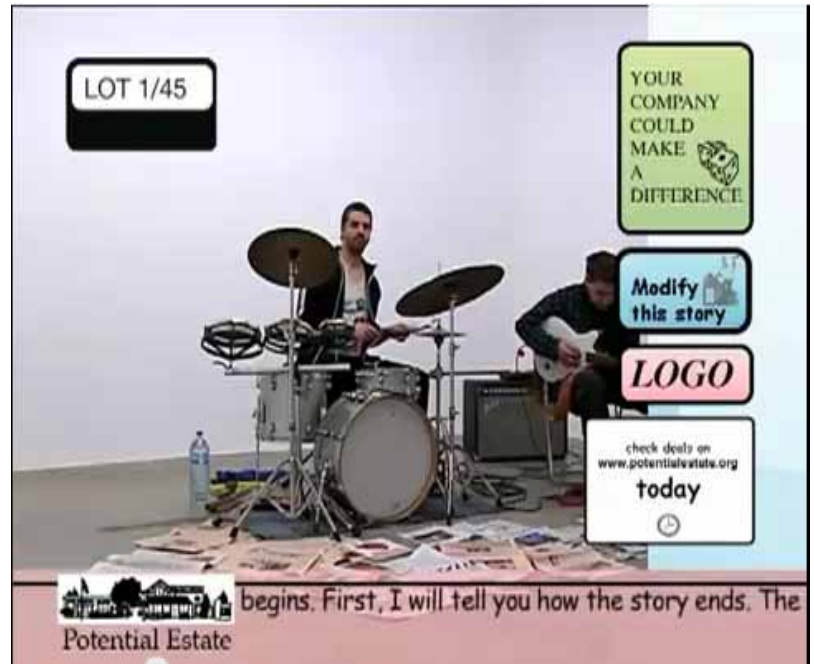 LOT 1/45
YOUR
COMPANY
COULD
MAKE
A
DIFFERENCE
Modify
this story
LOGO
check deals on
www.potentialestate.org
today
begins. First, I will tell you how the story ends. The
Potential Estate